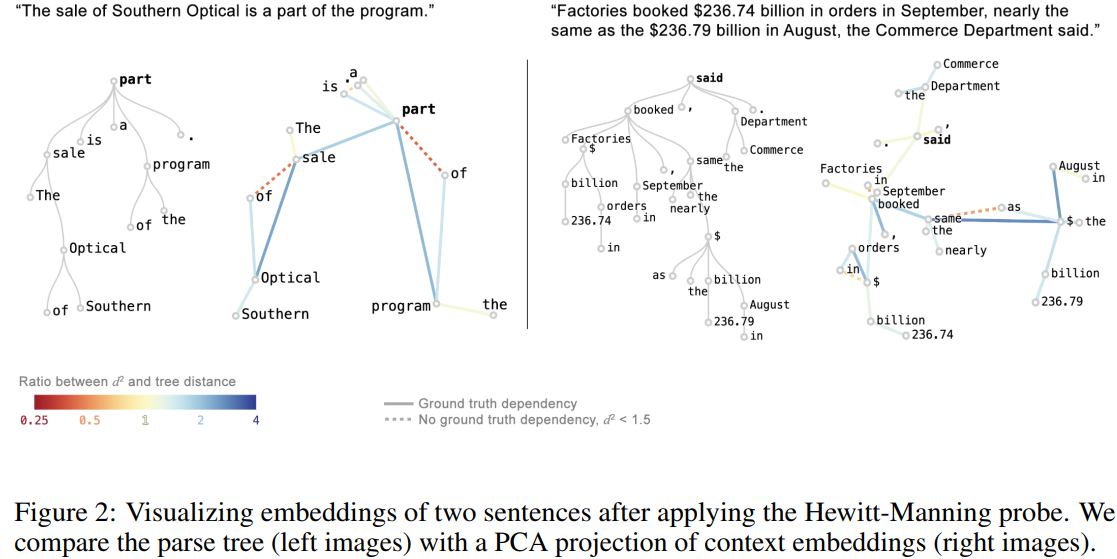 “The sale of Southern Optical is a part of the program.”
“Factories booked $236.74 billion in orders in September, nearly the
same as the $236.79 billion in August, the Commerce Department said.”
part
a
is
.
sale
program
The
of
the
Optical
of
Southern
a
.
is
part
The
sale
of
of
Optical
Southern
program
the
said
booked
,
.
Department
Factories
$
Commerce
same
the
,
billion
September
the
orders
nearly
236.74
in
in
$
as
billion
the
August
236.79
in
Commerce
Department
the
,
said
.
Factories
in
September
booked
August
in
as
same
$
the
the
,
orders
nearly
in
$
billion
236.79
billion
236.74
Ratio between d² and tree distance
0.25 0.5 1 2 4
Ground truth dependency
No ground truth dependency, d² < 1.5
Figure 2: Visualizing embeddings of two sentences after applying the Hewitt-Manning probe. We
compare the parse tree (left images) with a PCA projection of context embeddings (right images).